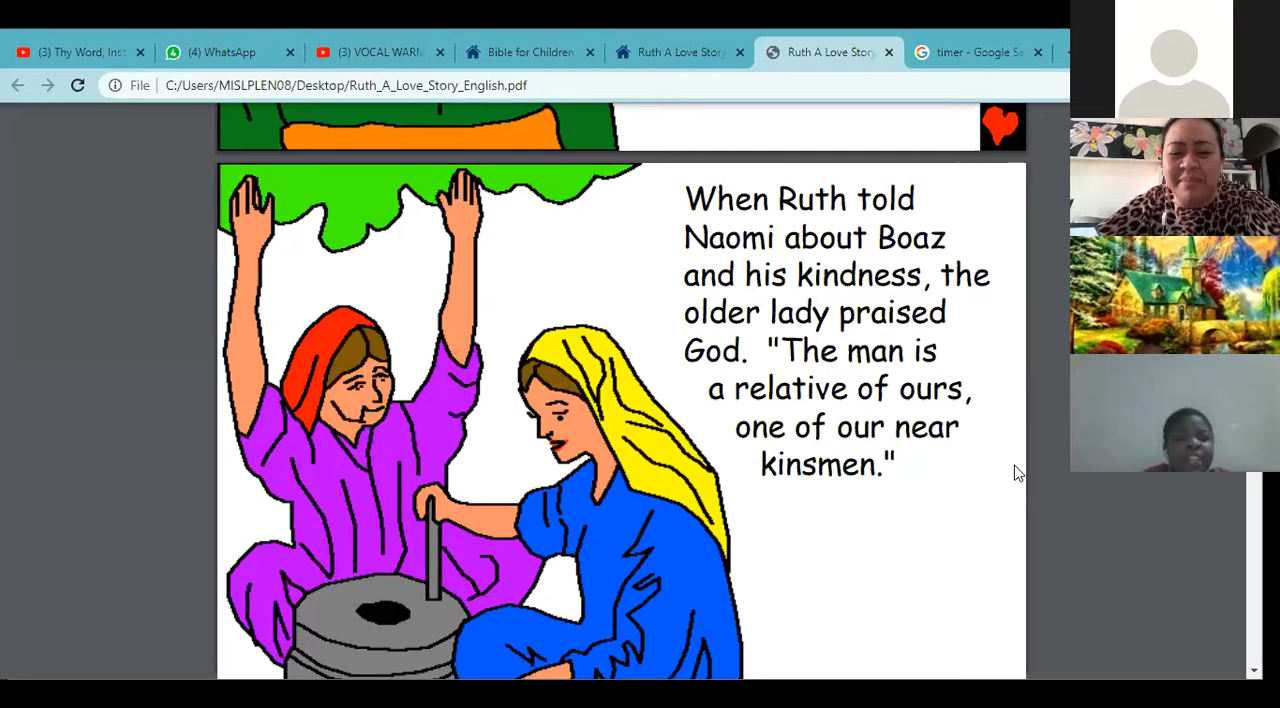 (3) Thy Word, Ins
(4) WhatsApp
(3) VOCAL WARM
Bible for Children
Ruth A Love Stor
Ruth A Love Stor
timer - Google Se
File
C:/Users/MISLPLEN08/Desktop/Ruth_A_Love_Story_English.pdf
When Ruth told
Naomi about Boaz
and his kindness, the
older lady praised
God. "The man is
a relative of ours,
one of our near
kinsmen."